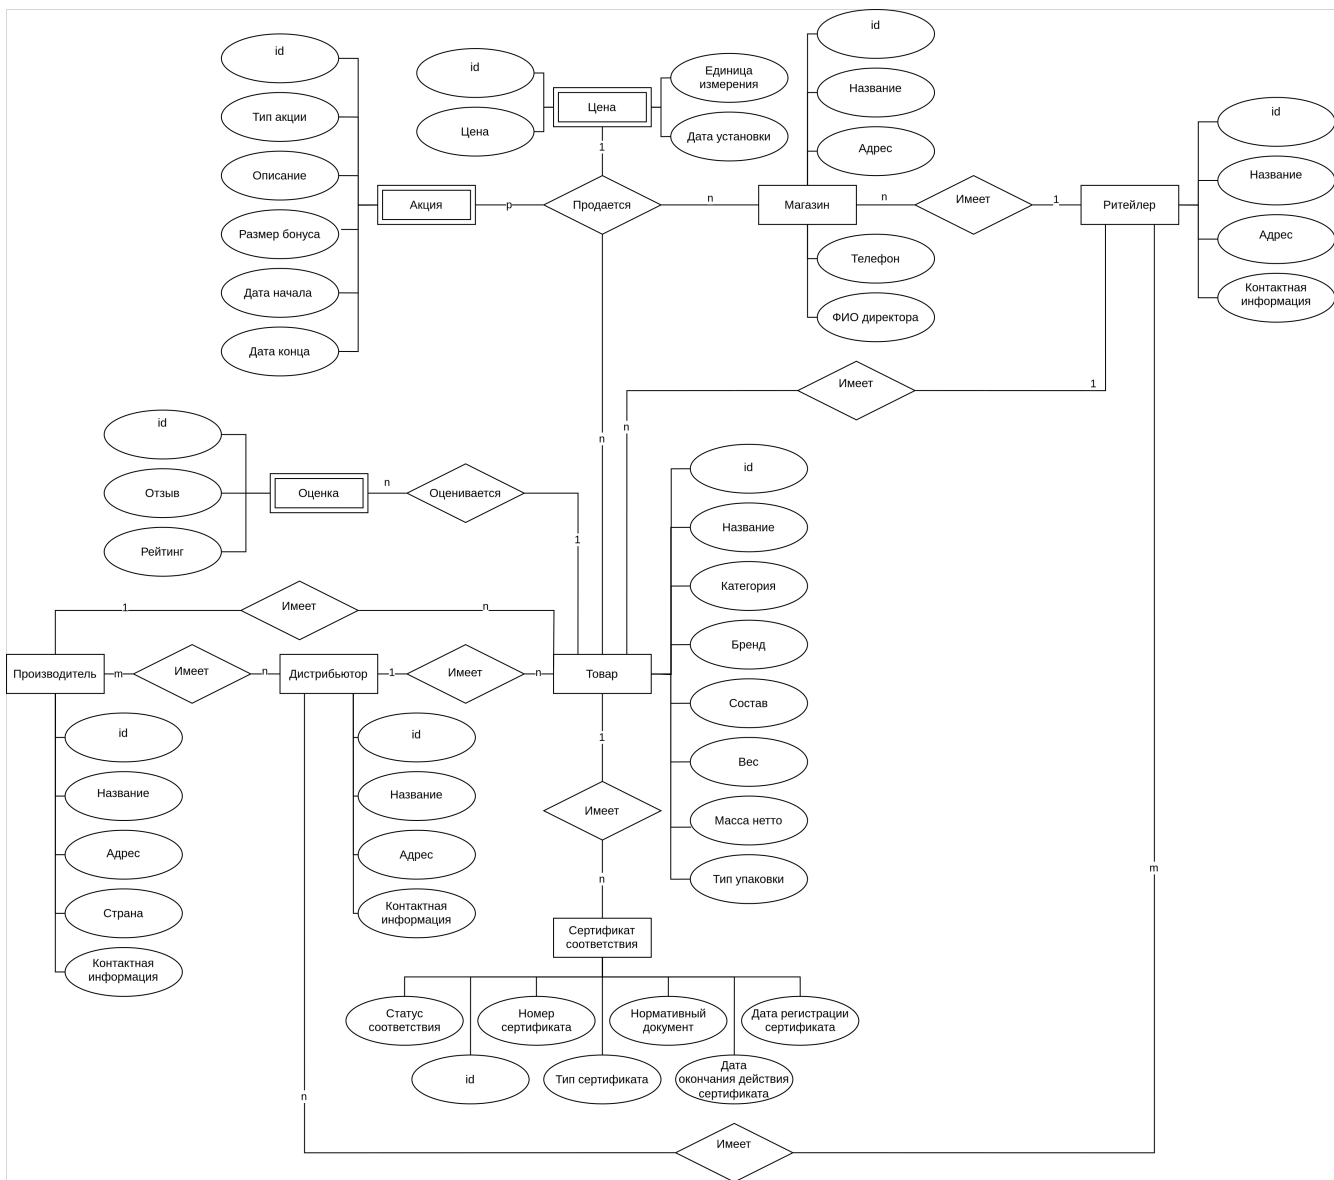 id
Тип акции
Описание
Размер бонуса
Дата начала
Дата конца
Акция
p
id
Цена
Цена
Единица
измерения
Дата установки
1
Продается
n
n
id
Название
Адрес
Магазин
Телефон
ФИО директора
n
Имеет
1
Ритейлер
id
Название
Адрес
Контактная
информация
Имеет
1
n
id
Отзыв
Рейтинг
Оценка
n
Оценивается
1
1
Имеет
n
Производитель
m
Имеет
n
Дистрибьютор
1
Имеет
n
Товар
id
Название
Категория
Бренд
Состав
Вес
Масса нетто
Тип упаковки
id
Название
Адрес
Страна
Контактная
информация
id
Название
Адрес
Контактная
информация
1
Имеет
n
Сертификат
соответствия
Статус
соответствия
Номер
сертификата
Нормативный
документ
Дата регистрации
сертификата
id
Тип сертификата
Дата
окончания действия
сертификата
n
Имеет
m